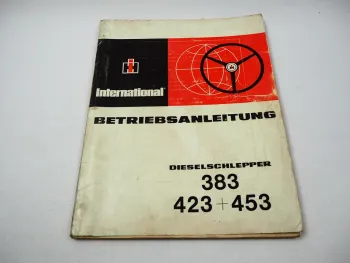 International
BETRIEBSANLEITUNG
DIESELSCHLEPPER
383
423+453